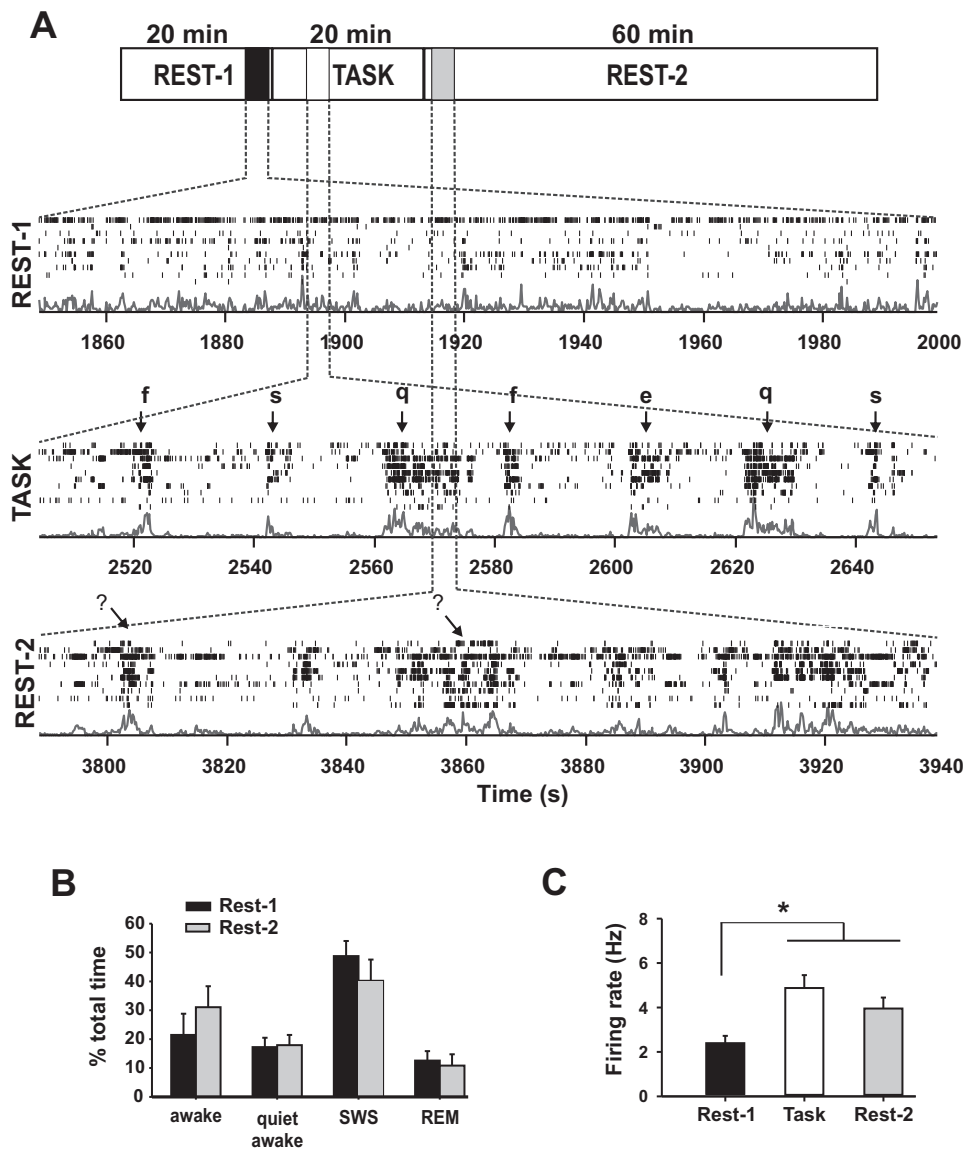 A
20 min 20 min 60 min
REST-1 TASK REST-2
REST-1
1860 1880 1900 1920 1940 1960 1980 2000
f s q f e q s
TASK
2520 2540 2560 2580 2600 2620 2640
? ?
REST-2
3800 3820 3840 3860 3880 3900 3920 3940
Time (s)
B
Rest-1
Rest-2
% total time
60
50
40
30
20
10
0
awake quiet awake SWS REM
C
*
Firing rate (Hz)
8
6
4
2
0
Rest-1 Task Rest-2